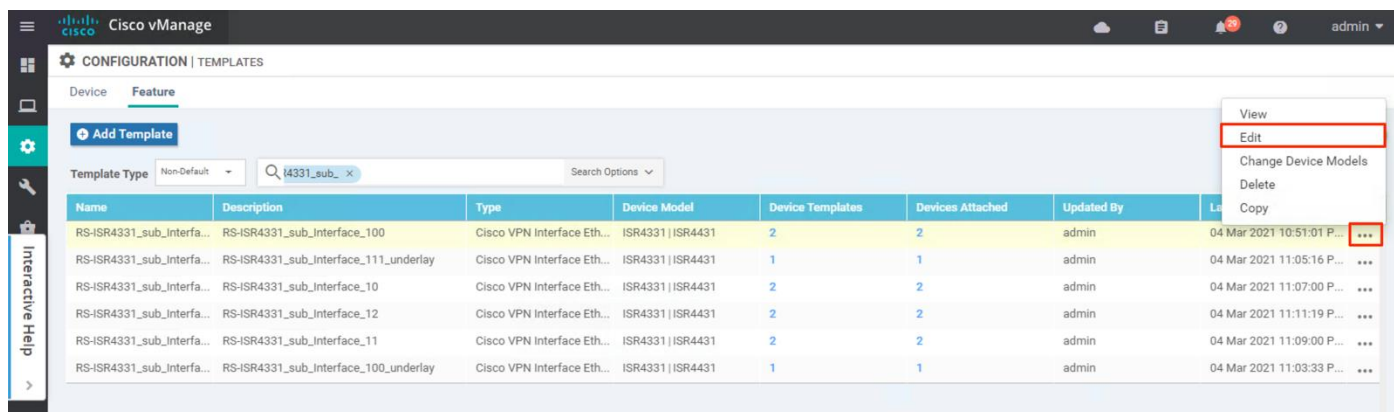 cisco Cisco vManage 29 admin
CONFIGURATION | TEMPLATES
Device Feature
Add Template
Template Type Non-Default I4331_sub_ × Search Options
View
Edit
Change Device Models
Delete
Copy
Name Description Type Device Model Device Templates Devices Attached Updated By La
RS-ISR4331_sub_Interfa... RS-ISR4331_sub_Interface_100 Cisco VPN Interface Eth... ISR4331|ISR4431 2 2 admin 04 Mar 2021 10:51:01 P... ...
RS-ISR4331_sub_Interfa... RS-ISR4331_sub_Interface_111_underlay Cisco VPN Interface Eth... ISR4331|ISR4431 1 1 admin 04 Mar 2021 11:05:16 P... ...
RS-ISR4331_sub_Interfa... RS-ISR4331_sub_Interface_10 Cisco VPN Interface Eth... ISR4331|ISR4431 2 2 admin 04 Mar 2021 11:07:00 P... ...
RS-ISR4331_sub_Interfa... RS-ISR4331_sub_Interface_12 Cisco VPN Interface Eth... ISR4331|ISR4431 2 2 admin 04 Mar 2021 11:11:19 P... ...
RS-ISR4331_sub_Interfa... RS-ISR4331_sub_Interface_11 Cisco VPN Interface Eth... ISR4331|ISR4431 2 2 admin 04 Mar 2021 11:09:00 P... ...
RS-ISR4331_sub_Interfa... RS-ISR4331_sub_Interface_100_underlay Cisco VPN Interface Eth... ISR4331|ISR4431 1 1 admin 04 Mar 2021 11:03:33 P... ...
Interactive Help